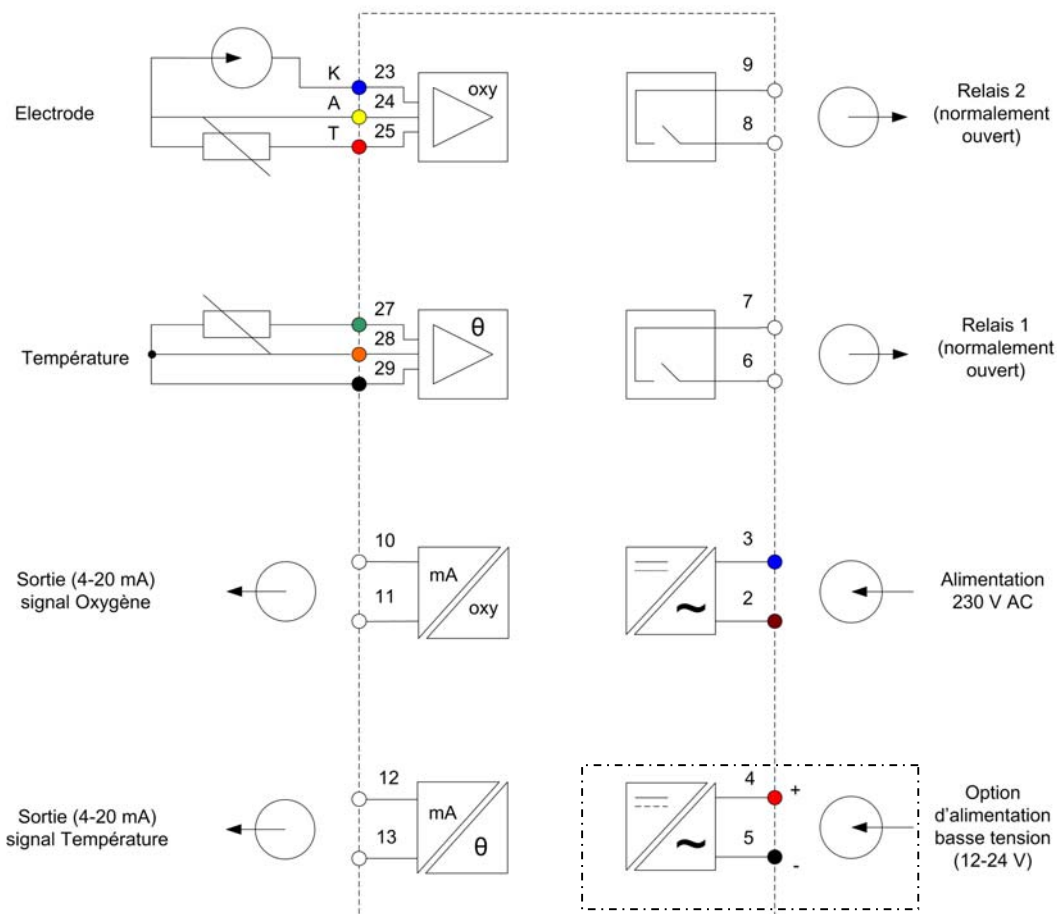 Electrode
K
A
T
23
24
25
oxy
9
8
Relais 2
(normalement
ouvert)
Température
27
28
29
θ
7
6
Relais 1
(normalement
ouvert)
Sortie (4-20 mA)
signal Oxygène
10
11
mA
oxy
3
2
~
Alimentation
230 V AC
Sortie (4-20 mA)
signal Température
12
13
mA
θ
4
5
+
-
~
Option
d'alimentation
basse tension
(12-24 V)